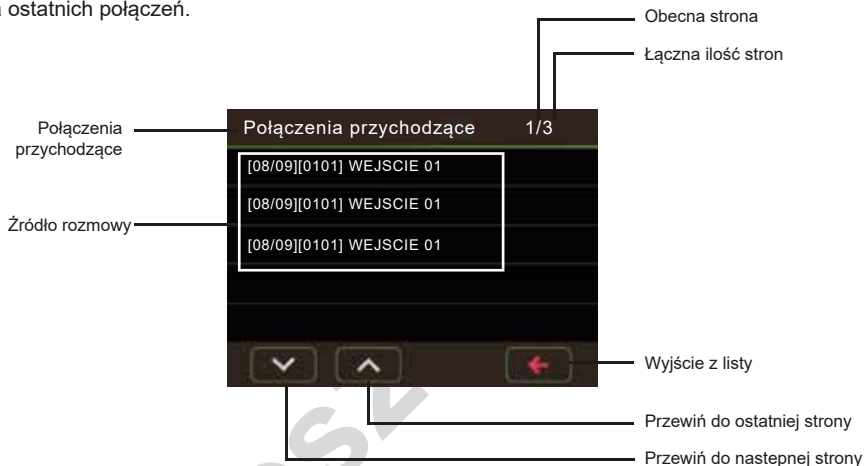 ostatnich połączeń.
Obecna strona
Łączna ilość stron
Połączenia
przychodzące
Połączenia przychodzące 1/3
[08/09][0101] WEJSCIE 01
[08/09][0101] WEJSCIE 01
[08/09][0101] WEJSCIE 01
Źródło rozmowy
Wyjście z listy
Przewiń do ostatniej strony
Przewiń do nastepnej strony